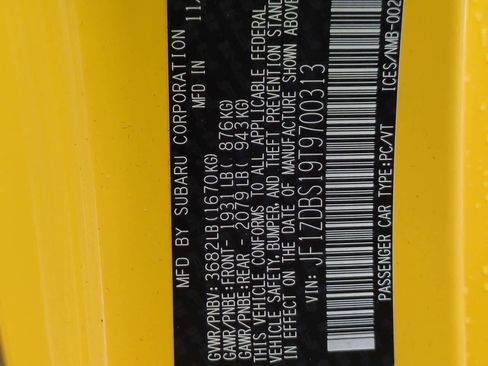 MFD BY SUBARU CORPORATION 11/
MFD IN
GVWR/PNBV: 3682LB(1670KG)
GAWR/PNBE:FRONT- 1931LB( 876KG)
GAWR/PNBE:REAR - 2079LB( 943KG)
THIS VEHICLE CONFORMS TO ALL APPLICABLE FEDERAL
VEHICLE SAFETY,BUMPER, AND THEFT PREVENTION STAN
IN EFFECT ON THE DATE OF MANUFACTURE SHOWN ABOVE
VIN: JF1ZDBS19T9700313
PASSENGER CAR TYPE:PC/VT ICES/NMB-002